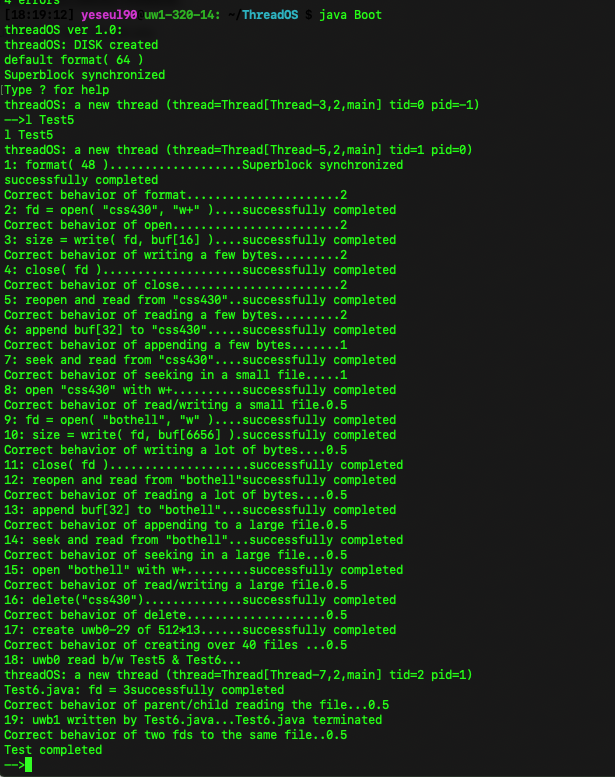 4 errors
[18:19:12] yeseul90@uw1-320-14: ~/ThreadOS $ java Boot
threadOS ver 1.0:
threadOS: DISK created
default format( 64 )
Superblock synchronized
Type ? for help
threadOS: a new thread (thread=Thread[Thread-3,2,main] tid=0 pid=-1)
-->l Test5
l Test5
threadOS: a new thread (thread=Thread[Thread-5,2,main] tid=1 pid=0)
1: format( 48 )...................Superblock synchronized
successfully completed
Correct behavior of format......................2
2: fd = open( "css430", "w+" )....successfully completed
Correct behavior of open........................2
3: size = write( fd, buf[16] )....successfully completed
Correct behavior of writing a few bytes.........2
4: close( fd )....................successfully completed
Correct behavior of close.......................2
5: reopen and read from "css430"..successfully completed
Correct behavior of reading a few bytes.........2
6: append buf[32] to "css430".....successfully completed
Correct behavior of appending a few bytes.......1
7: seek and read from "css430"....successfully completed
Correct behavior of seeking in a small file.....1
8: open "css430" with w+..........successfully completed
Correct behavior of read/writing a small file.0.5
9: fd = open( "bothell", "w" )....successfully completed
10: size = write( fd, buf[6656] ).successfully completed
Correct behavior of writing a lot of bytes....0.5
11: close( fd )....................successfully completed
12: reopen and read from "bothell"successfully completed
Correct behavior of reading a lot of bytes....0.5
13: append buf[32] to "bothell"...successfully completed
Correct behavior of appending to a large file.0.5
14: seek and read from "bothell"...successfully completed
Correct behavior of seeking in a large file...0.5
15: open "bothell" with w+.........successfully completed
Correct behavior of read/writing a large file.0.5
16: delete("css430")..............successfully completed
Correct behavior of delete....................0.5
17: create uwb0-29 of 512*13......successfully completed
Correct behavior of creating over 40 files ...0.5
18: uwb0 read b/w Test5 & Test6...
threadOS: a new thread (thread=Thread[Thread-7,2,main] tid=2 pid=1)
Test6.java: fd = 3successfully completed
Correct behavior of parent/child reading the file...0.5
19: uwb1 written by Test6.java...Test6.java terminated
Correct behavior of two fds to the same file..0.5
Test completed
-->